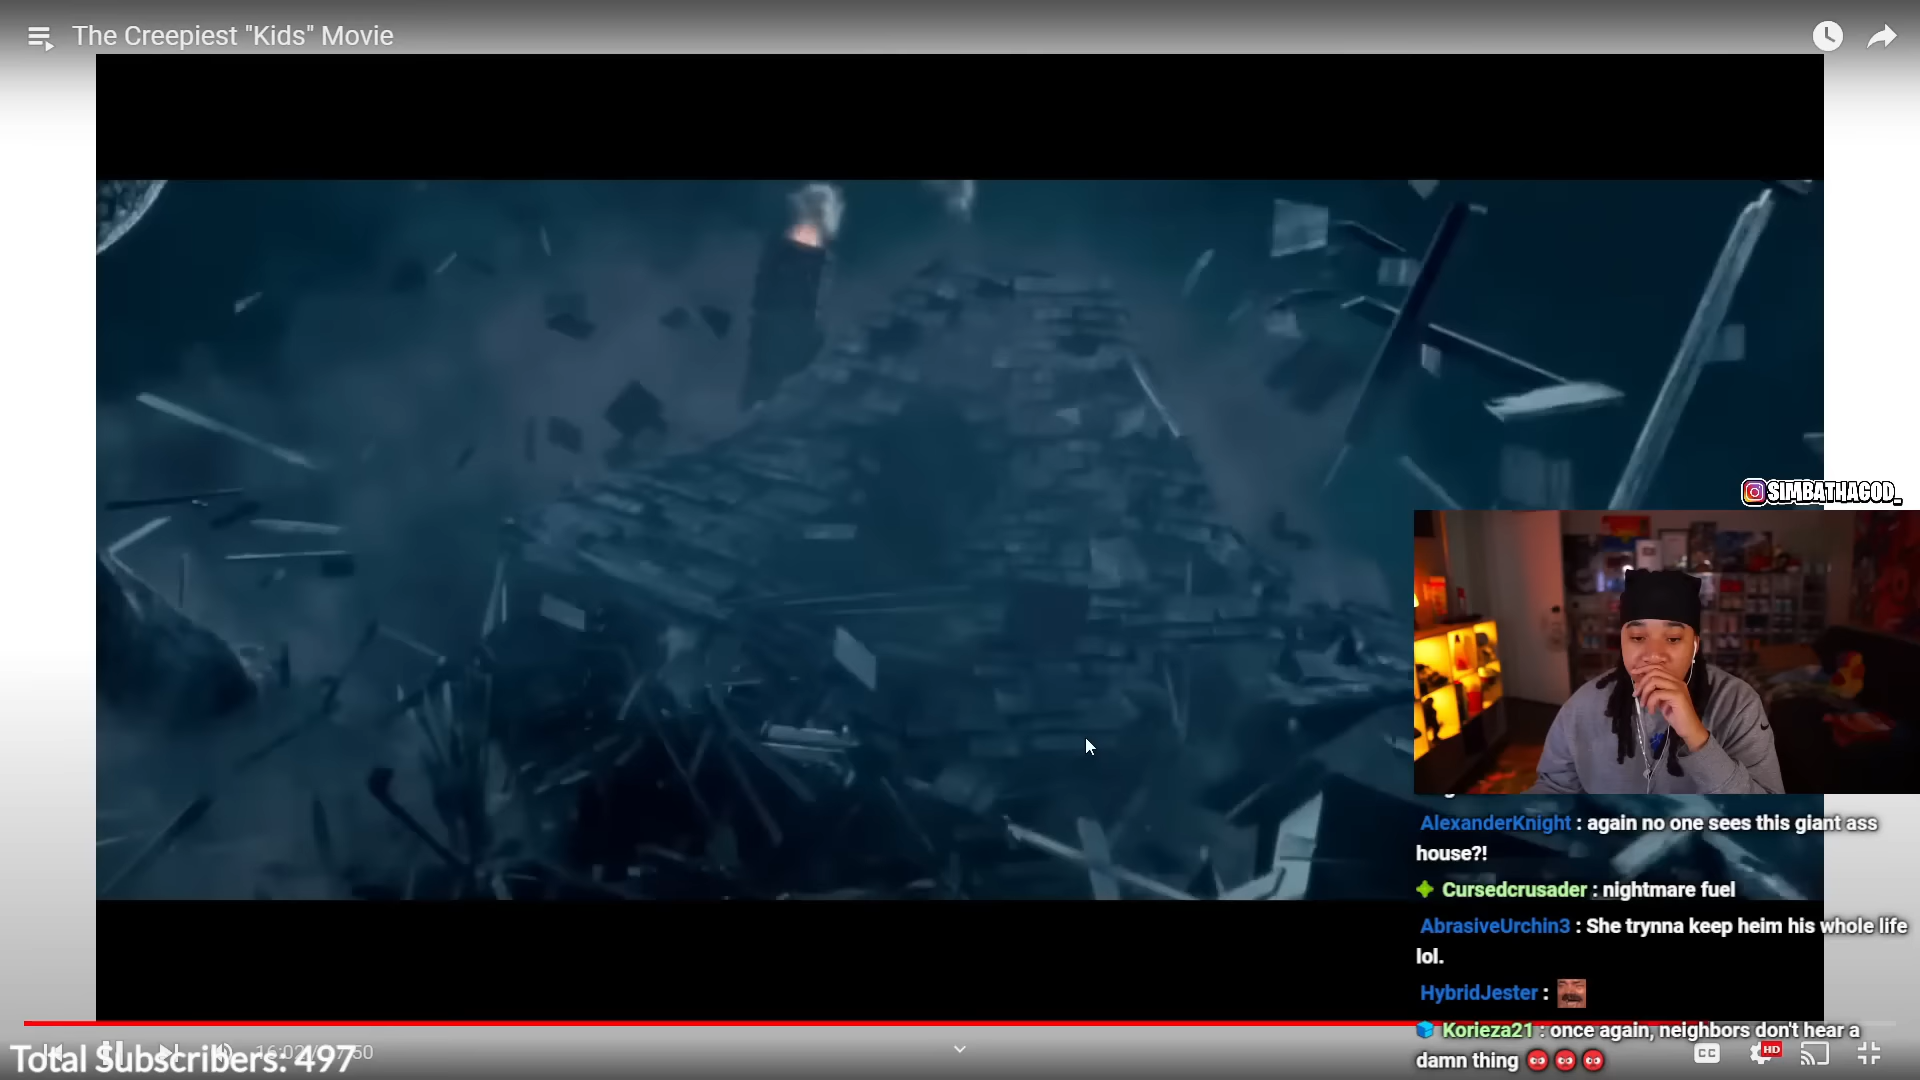 The Creepiest "Kids" Movie
SIMBATHAGOD_
AlexanderKnight : again no one sees this giant ass
house?!
Cursedcrusader : nightmare fuel
AbrasiveUrchin3 : She trynna keep heim his whole life
lol.
HybridJester :
Korieza21 : once again, neighbors don't hear a
damn thing
Total Subscribers: 497
CC
HD